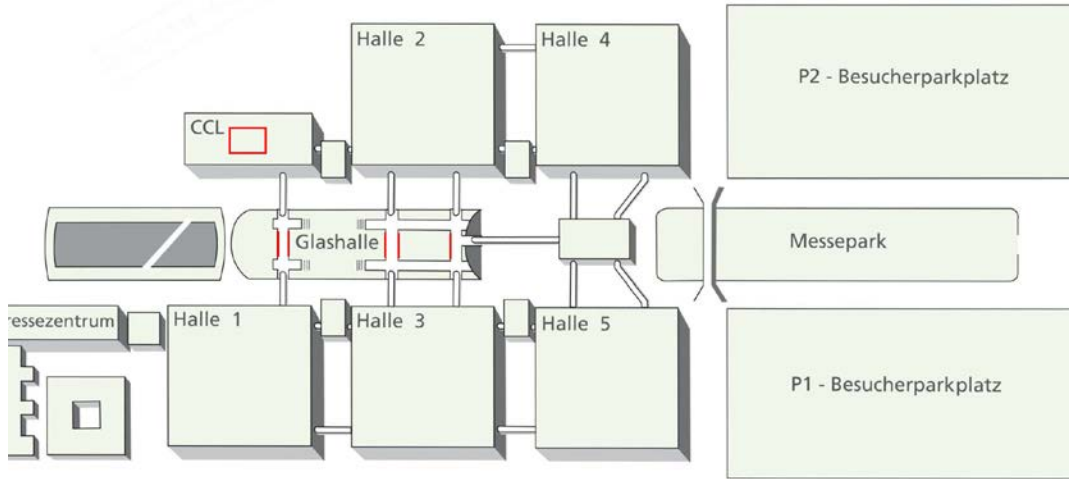 Halle 2
Halle 4
P2 - Besucherparkplatz
CCL
Glashalle
Messepark
ressezentrum
Halle 1
Halle 3
Halle 5
P1 - Besucherparkplatz